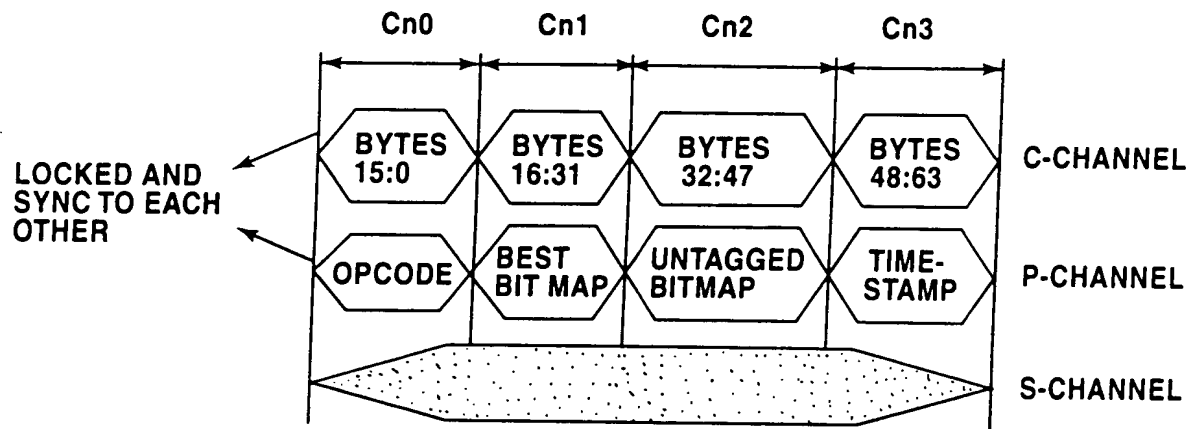 Cn0 Cn1 Cn2 Cn3
BYTES
15:0
BYTES
16:31
BYTES
32:47
BYTES
48:63
C-CHANNEL
LOCKED AND
SYNC TO EACH
OTHER
OPCODE
BEST
BIT MAP
UNTAGGED
BITMAP
TIME-
STAMP
P-CHANNEL
S-CHANNEL